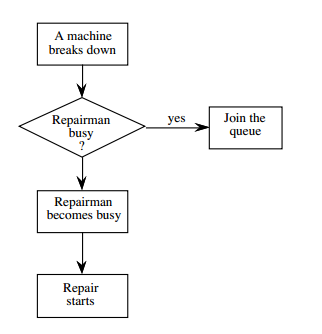 A machine
breaks down
Repairman
busy
?
yes
Join the
queue
Repairman
becomes busy
Repair
starts